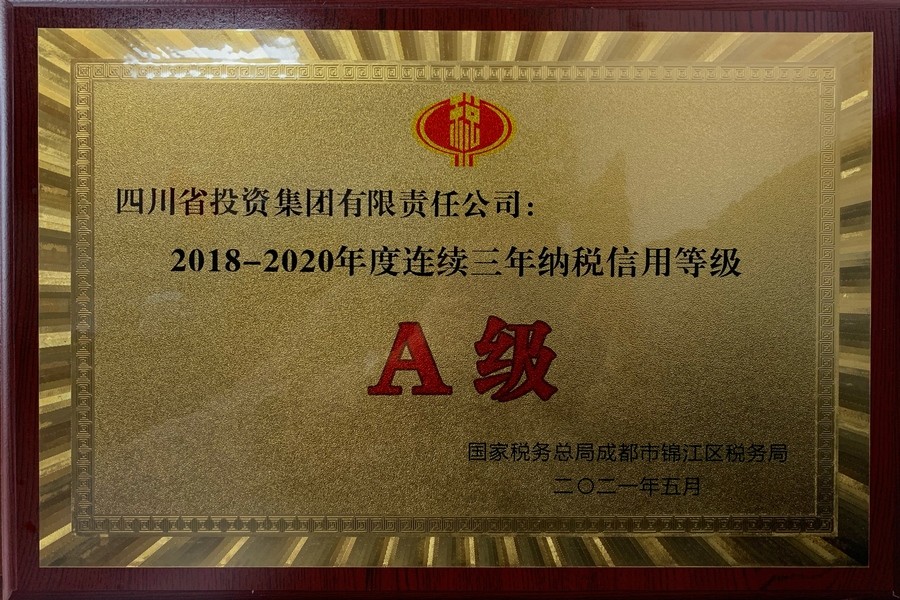 税
四川省投资集团有限责任公司：
2018-2020年度连续三年纳税信用等级
A级
国家税务总局成都市锦江区税务局
二〇二一年五月